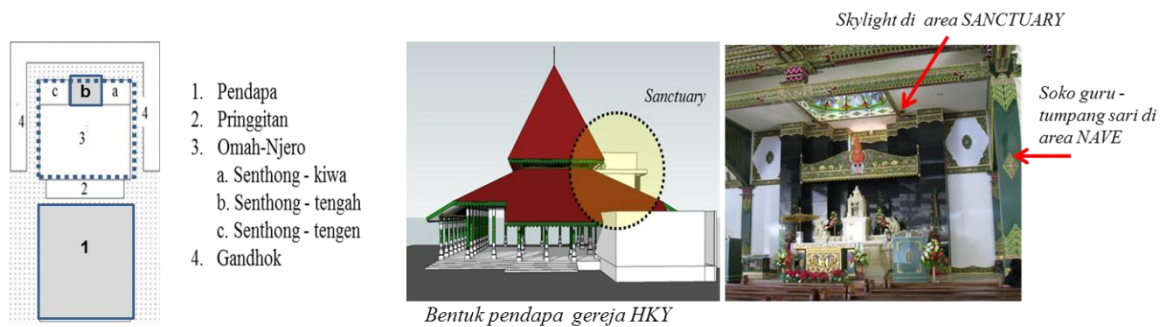 c b a
4 4
3
2
1
1. Pendapa
2. Pringgitan
3. Omah-Njero
a. Senthong - kiwa
b. Senthong - tengah
c. Senthong - tengen
4. Gandhok
Sanctuary
Bentuk pendapa gereja HKY
Skylight di area SANCTUARY
Soko guru -
tumpang sari di
area NAVE